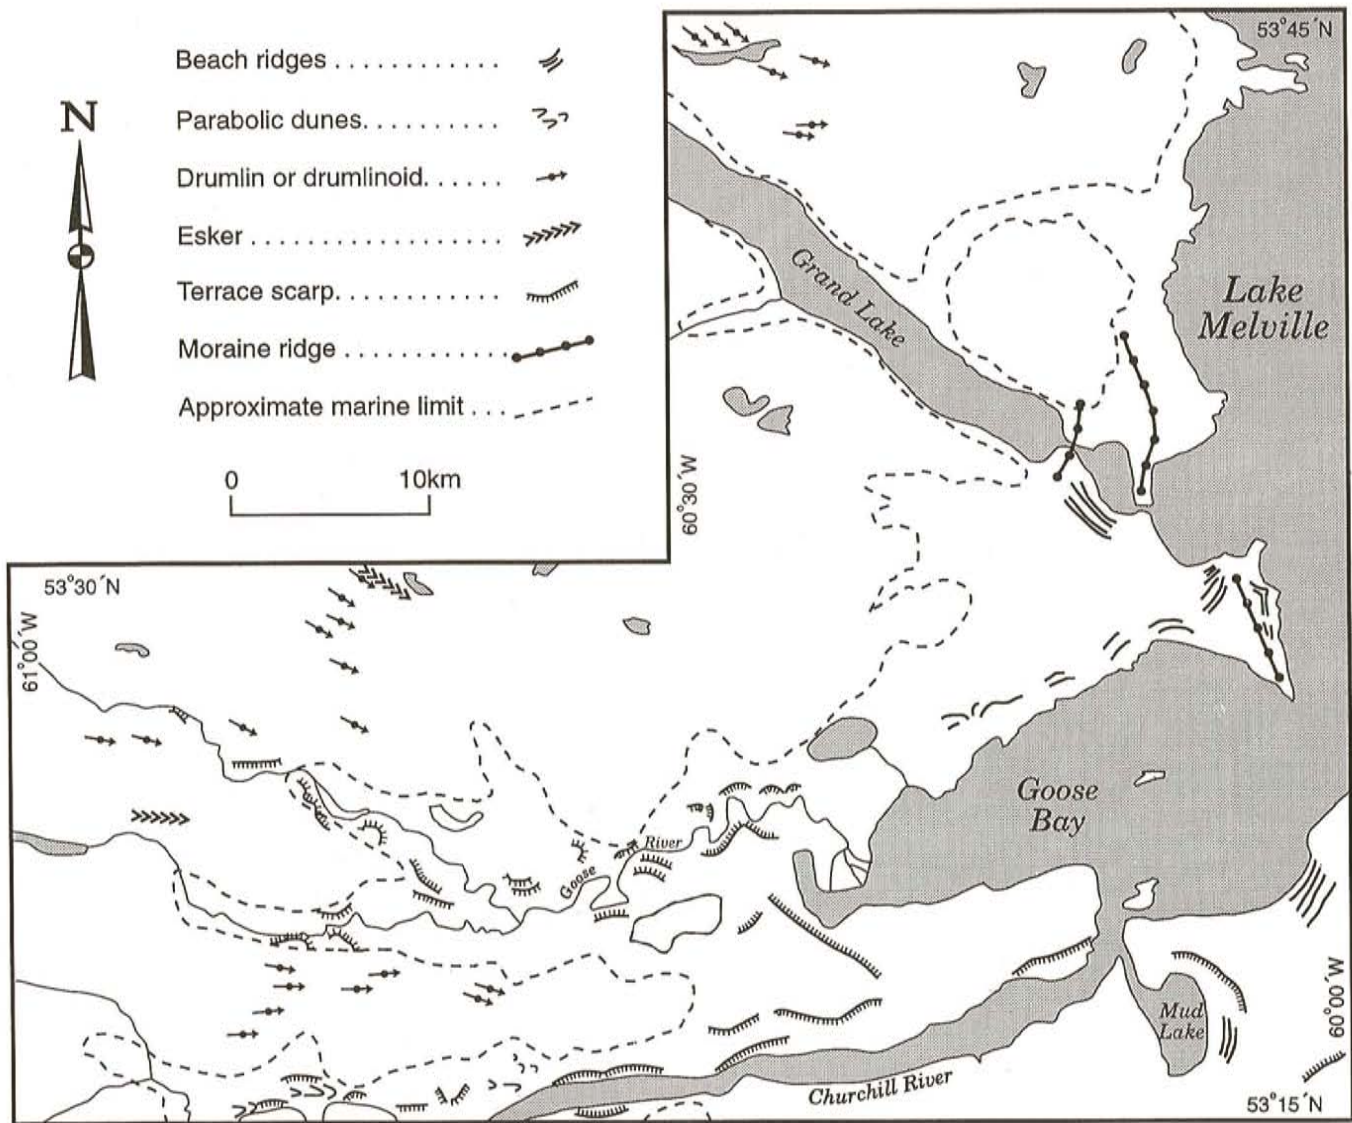 N
Beach ridges . . . . . . . . . . . .
Parabolic dunes. . . . . . . . . .
Drumlin or drumlinoid. . . . . .
Esker . . . . . . . . . . . . . . . . . . .
Terrace scarp. . . . . . . . . . . .
Moraine ridge . . . . . . . . . . . .
Approximate marine limit . . .
0 10km
53°45´N
Grand Lake
Lake
Melville
60°30´W
53°30´N
61°00´W
Goose
Bay
Goose
River
Mud
Lake
60°00´W
Churchill River
53°15´N